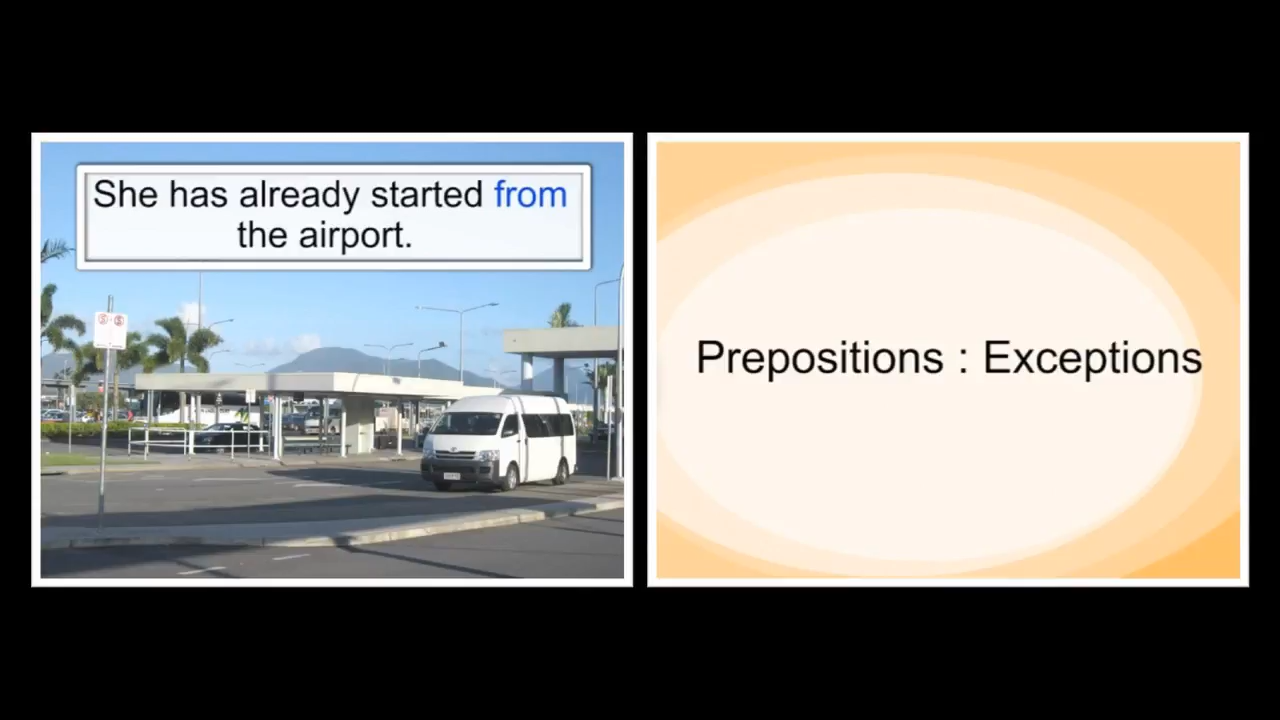 She has already started from
the airport.
Prepositions : Exceptions